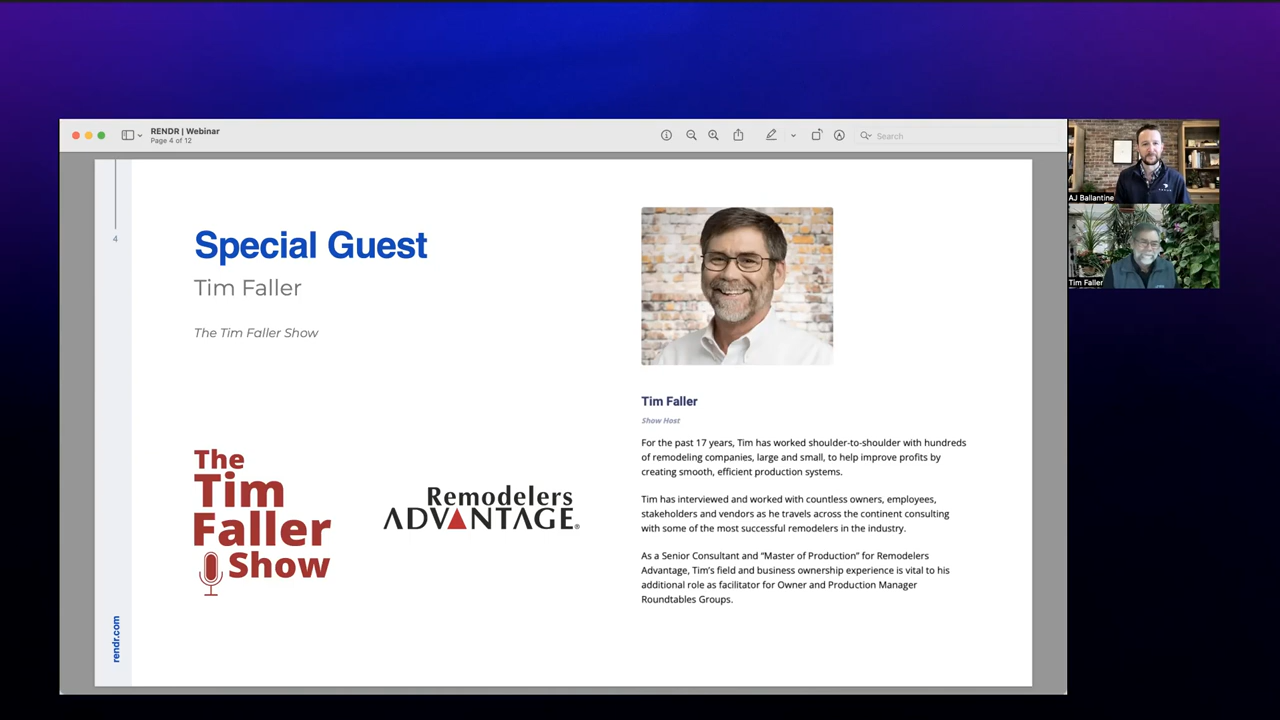 RENDR | Webinar
Page 4 of 12
Search
4
Special Guest
Tim Faller
The Tim Faller Show
The
Tim
Faller
Show
Remodelers
ADVANTAGE®
Tim Faller
Show Host
For the past 17 years, Tim has worked shoulder-to-shoulder with hundreds
of remodeling companies, large and small, to help improve profits by
creating smooth, efficient production systems.
Tim has interviewed and worked with countless owners, employees,
stakeholders and vendors as he travels across the continent consulting
with some of the most successful remodelers in the industry.
As a Senior Consultant and “Master of Production” for Remodelers
Advantage, Tim’s field and business ownership experience is vital to his
additional role as facilitator for Owner and Production Manager
Roundtables Groups.
rendr.com
AJ Ballantine
Tim Faller